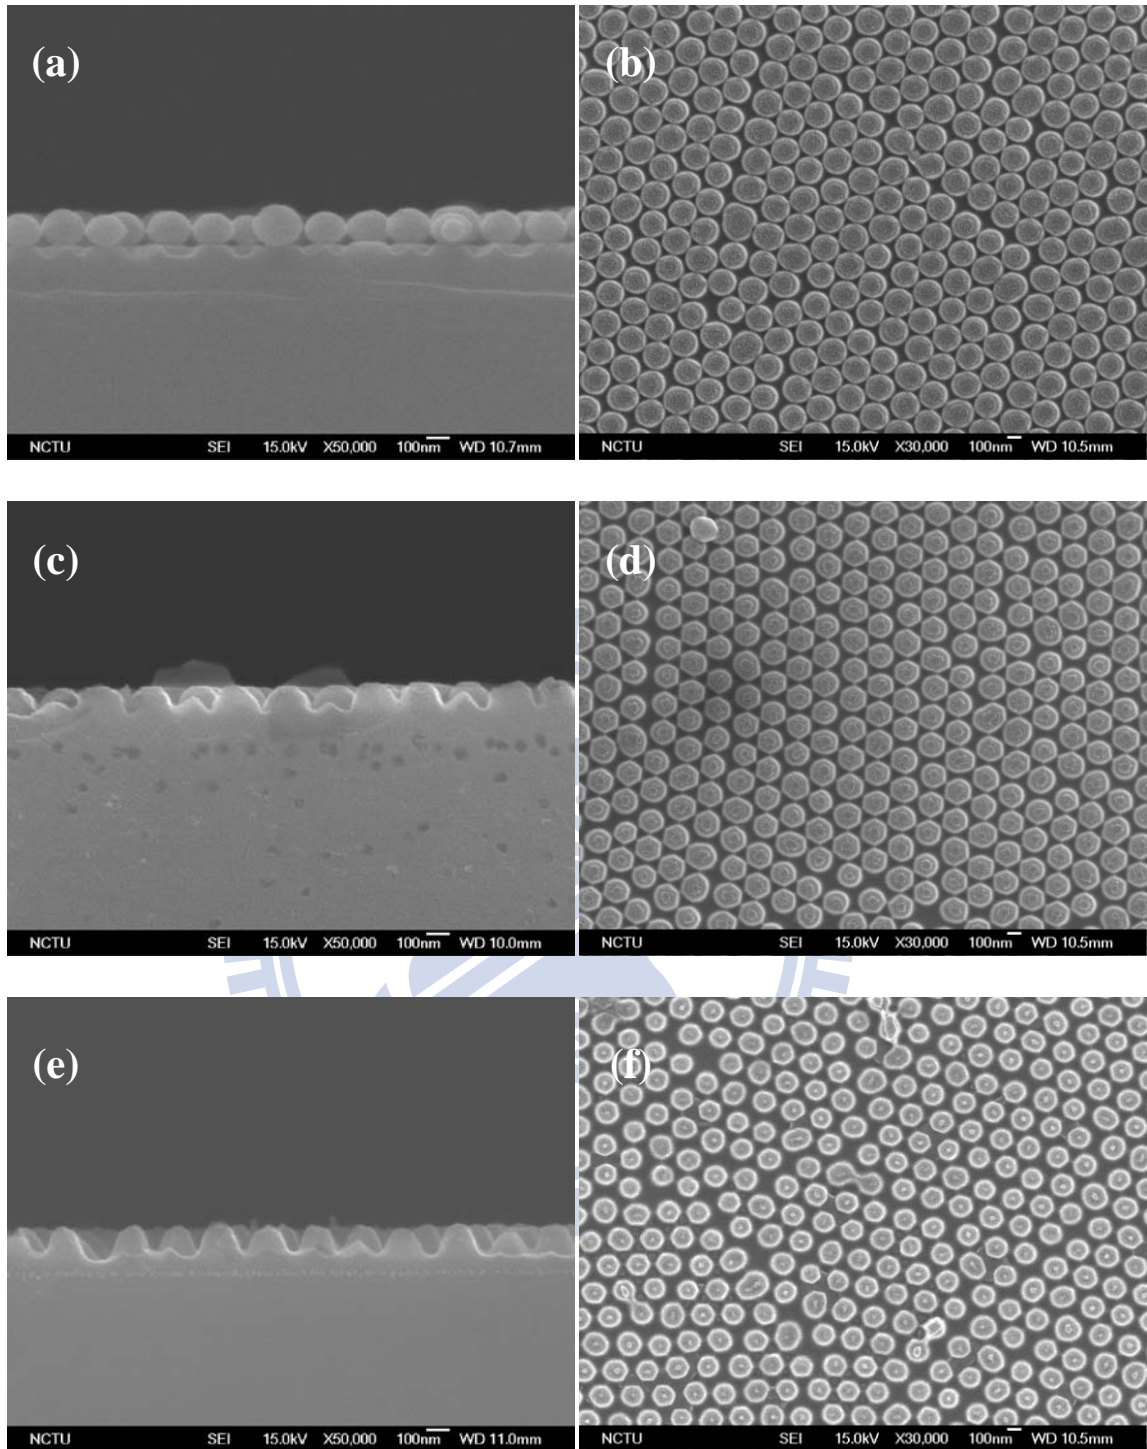 (a)
(b)
NCTU SEI 15.0kV X50,000 100nm WD 10.7mm
NCTU SEI 15.0kV X30,000 100nm WD 10.5mm
(c)
(d)
NCTU SEI 15.0kV X50,000 100nm WD 10.0mm
NCTU SEI 15.0kV X30,000 100nm WD 10.5mm
(e)
(f)
NCTU SEI 15.0kV X50,000 100nm WD 11.0mm
NCTU SEI 15.0kV X30,000 100nm WD 10.5mm